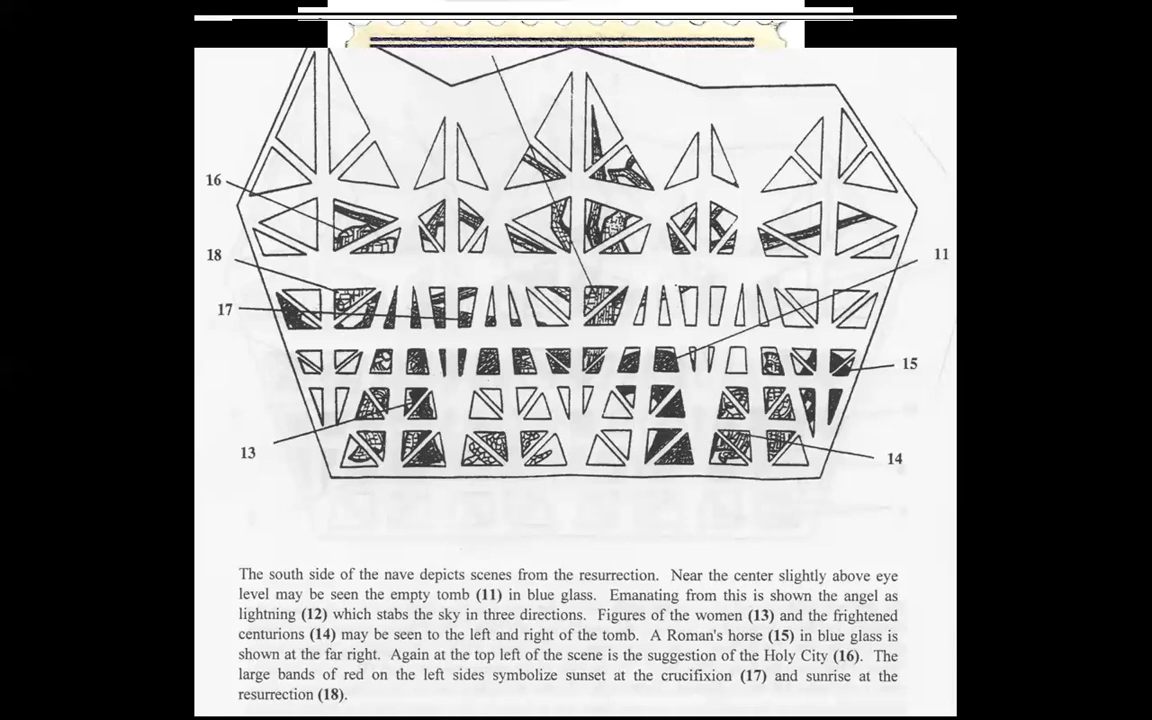 16
18
17
11
15
13
14
The south side of the nave depicts scenes from the resurrection. Near the center slightly above eye
level may be seen the empty tomb (11) in blue glass. Emanating from this is shown the angel as
lightning (12) which stabs the sky in three directions. Figures of the women (13) and the frightened
centurions (14) may be seen to the left and right of the tomb. A Roman's horse (15) in blue glass is
shown at the far right. Again at the top left of the scene is the suggestion of the Holy City (16). The
large bands of red on the left sides symbolize sunset at the crucifixion (17) and sunrise at the
resurrection (18).